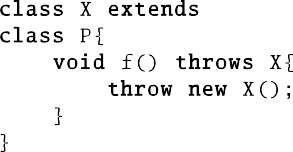 class X extends
class P{
    void f() throws X{
        throw new X();
    }
}